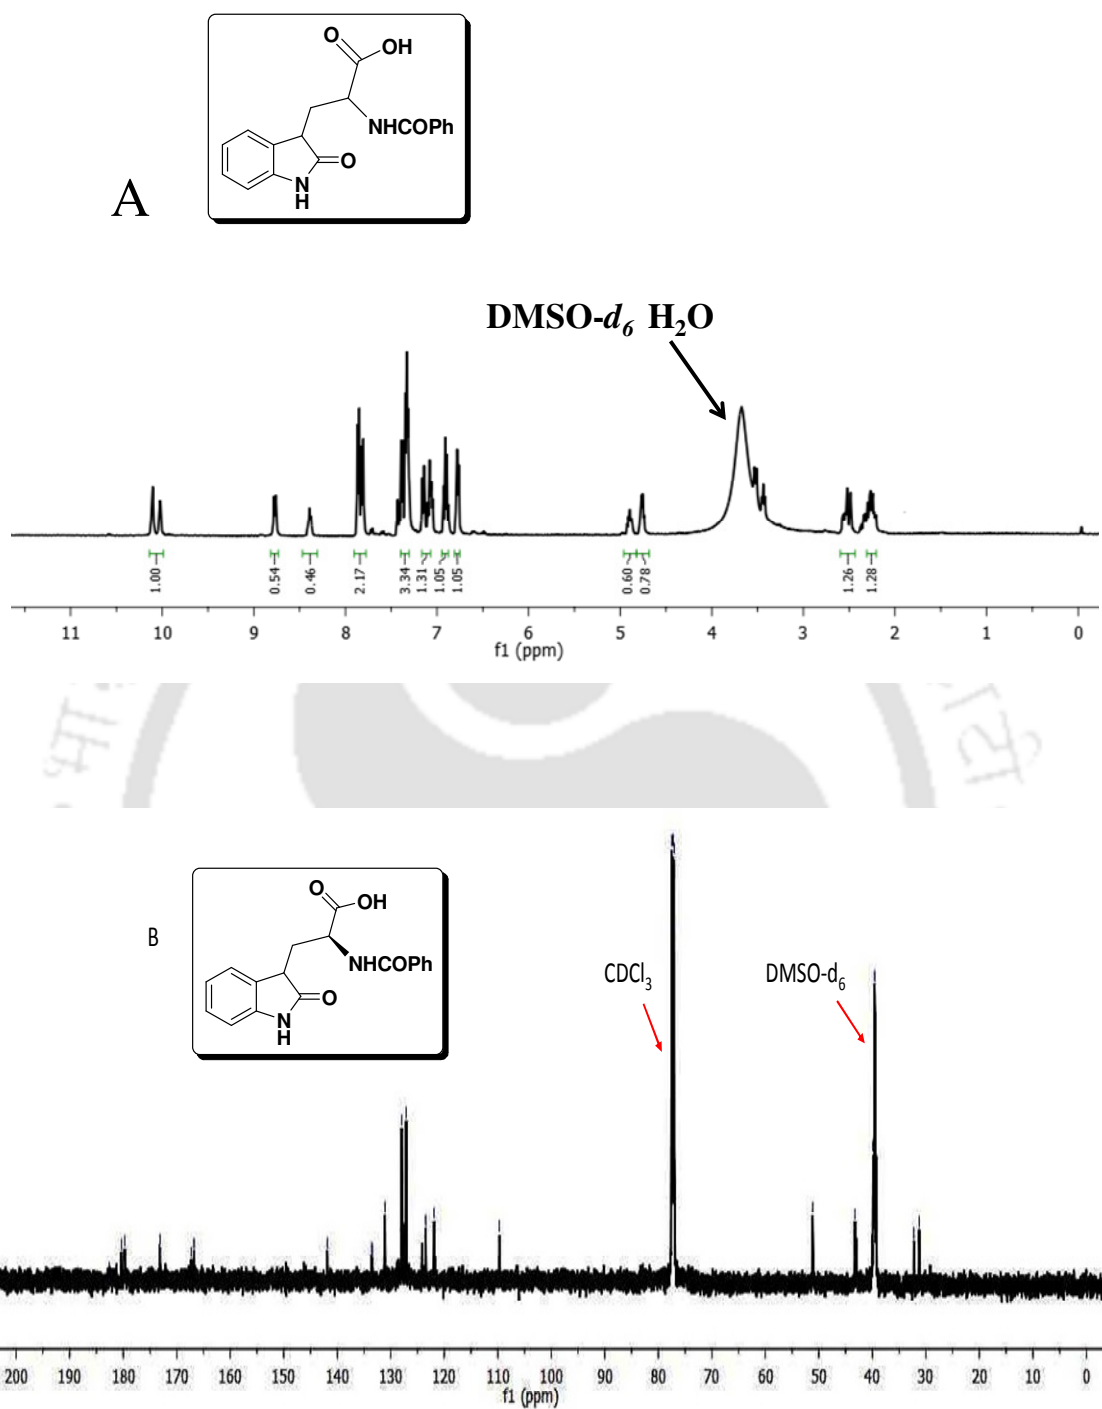 O
OH
NHCOPh
O
N
H
A
DMSO-d6 H2O
1.00
0.54
0.46
2.17
3.34
1.31
1.05
1.05
0.60
0.78
1.26
1.28
11 10 9 8 7 6 5 4 3 2 1 0
f1 (ppm)
O
OH
B
NHCOPh
O
N
H
CDCl3
DMSO-d6
200 190 180 170 160 150 140 130 120 110 100 90 80 70 60 50 40 30 20 10 0
f1 (ppm)